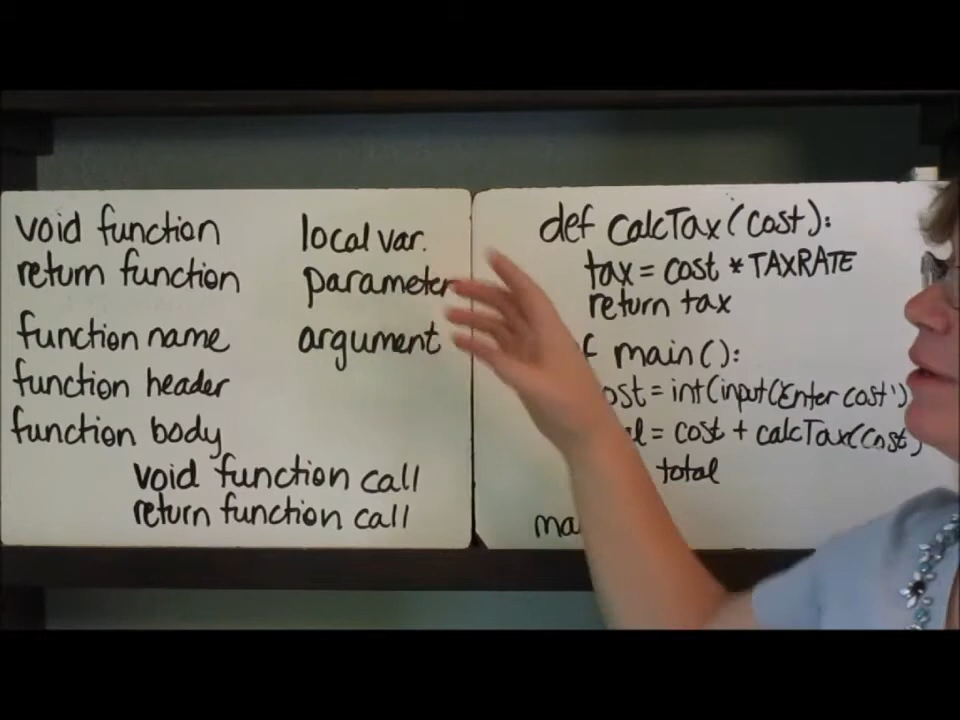 void function
return function
function name
function header
function body
void function call
return function call
local var.
parameter
argument
def calcTax(cost):
tax = cost * TAXRATE
return tax
main():
= int(input('Enter cost')
= cost + calcTax(cost)
total